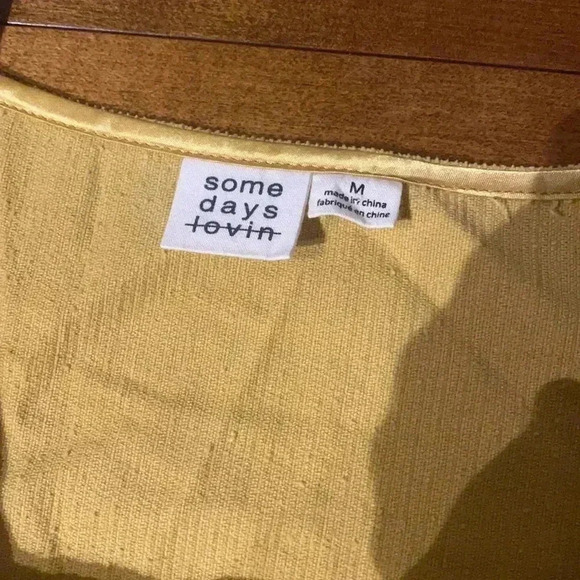 some
days
lovin
M
made in china
fabriqué en chine